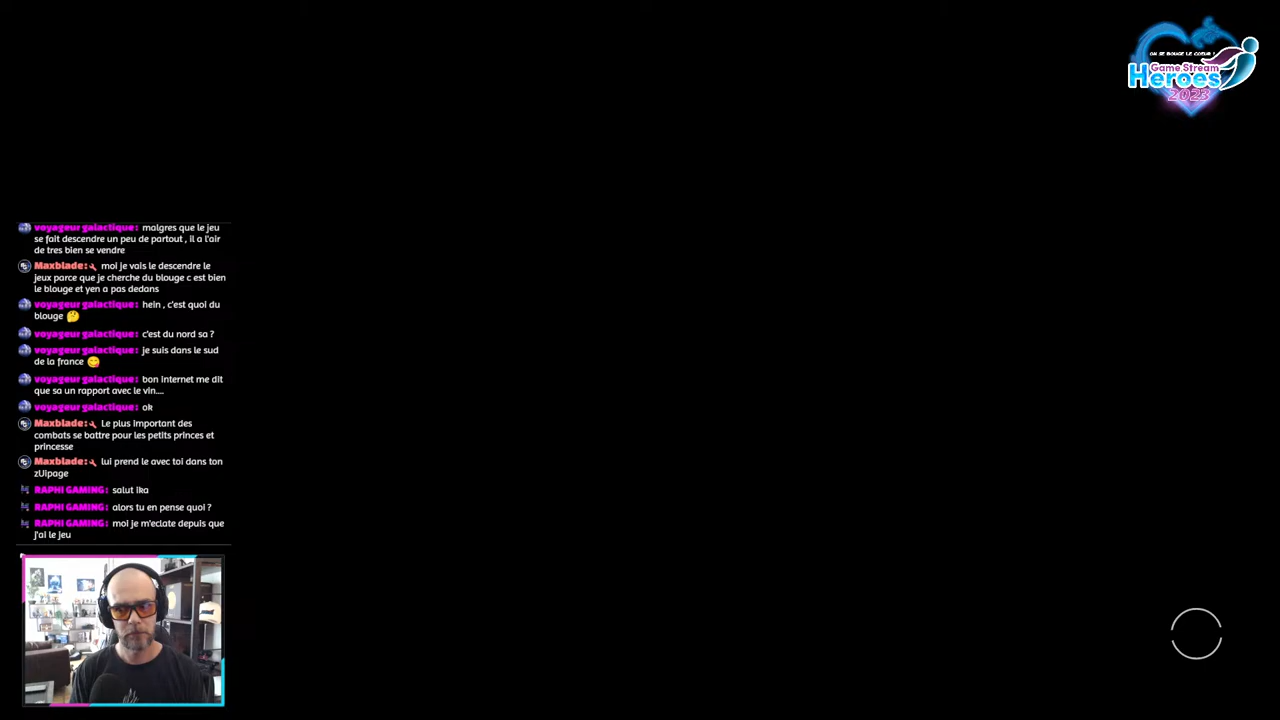 ON SE BOUGE LE COEUR !
Game Stream
Heroes
2023
voyageur galactique : malgres que le jeu
se fait descendre un peu de partout , il a l'air
de tres bien se vendre
Maxblade : moi je vais le descendre le
jeux parce que je cherche du blouge c est bien
le blouge et yen a pas dedans
voyageur galactique : hein , c'est quoi du
blouge 🤔
voyageur galactique : c'est du nord sa ?
voyageur galactique : je suis dans le sud
de la france 😋
voyageur galactique : bon internet me dit
que sa un rapport avec le vin....
voyageur galactique : ok
Maxblade : Le plus important des
combats se battre pour les petits princes et
princesse
Maxblade : lui prend le avec toi dans ton
zUipage
RAPHI GAMING : salut ika
RAPHI GAMING : alors tu en pense quoi ?
RAPHI GAMING : moi je m'eclate depuis que
j'ai le jeu